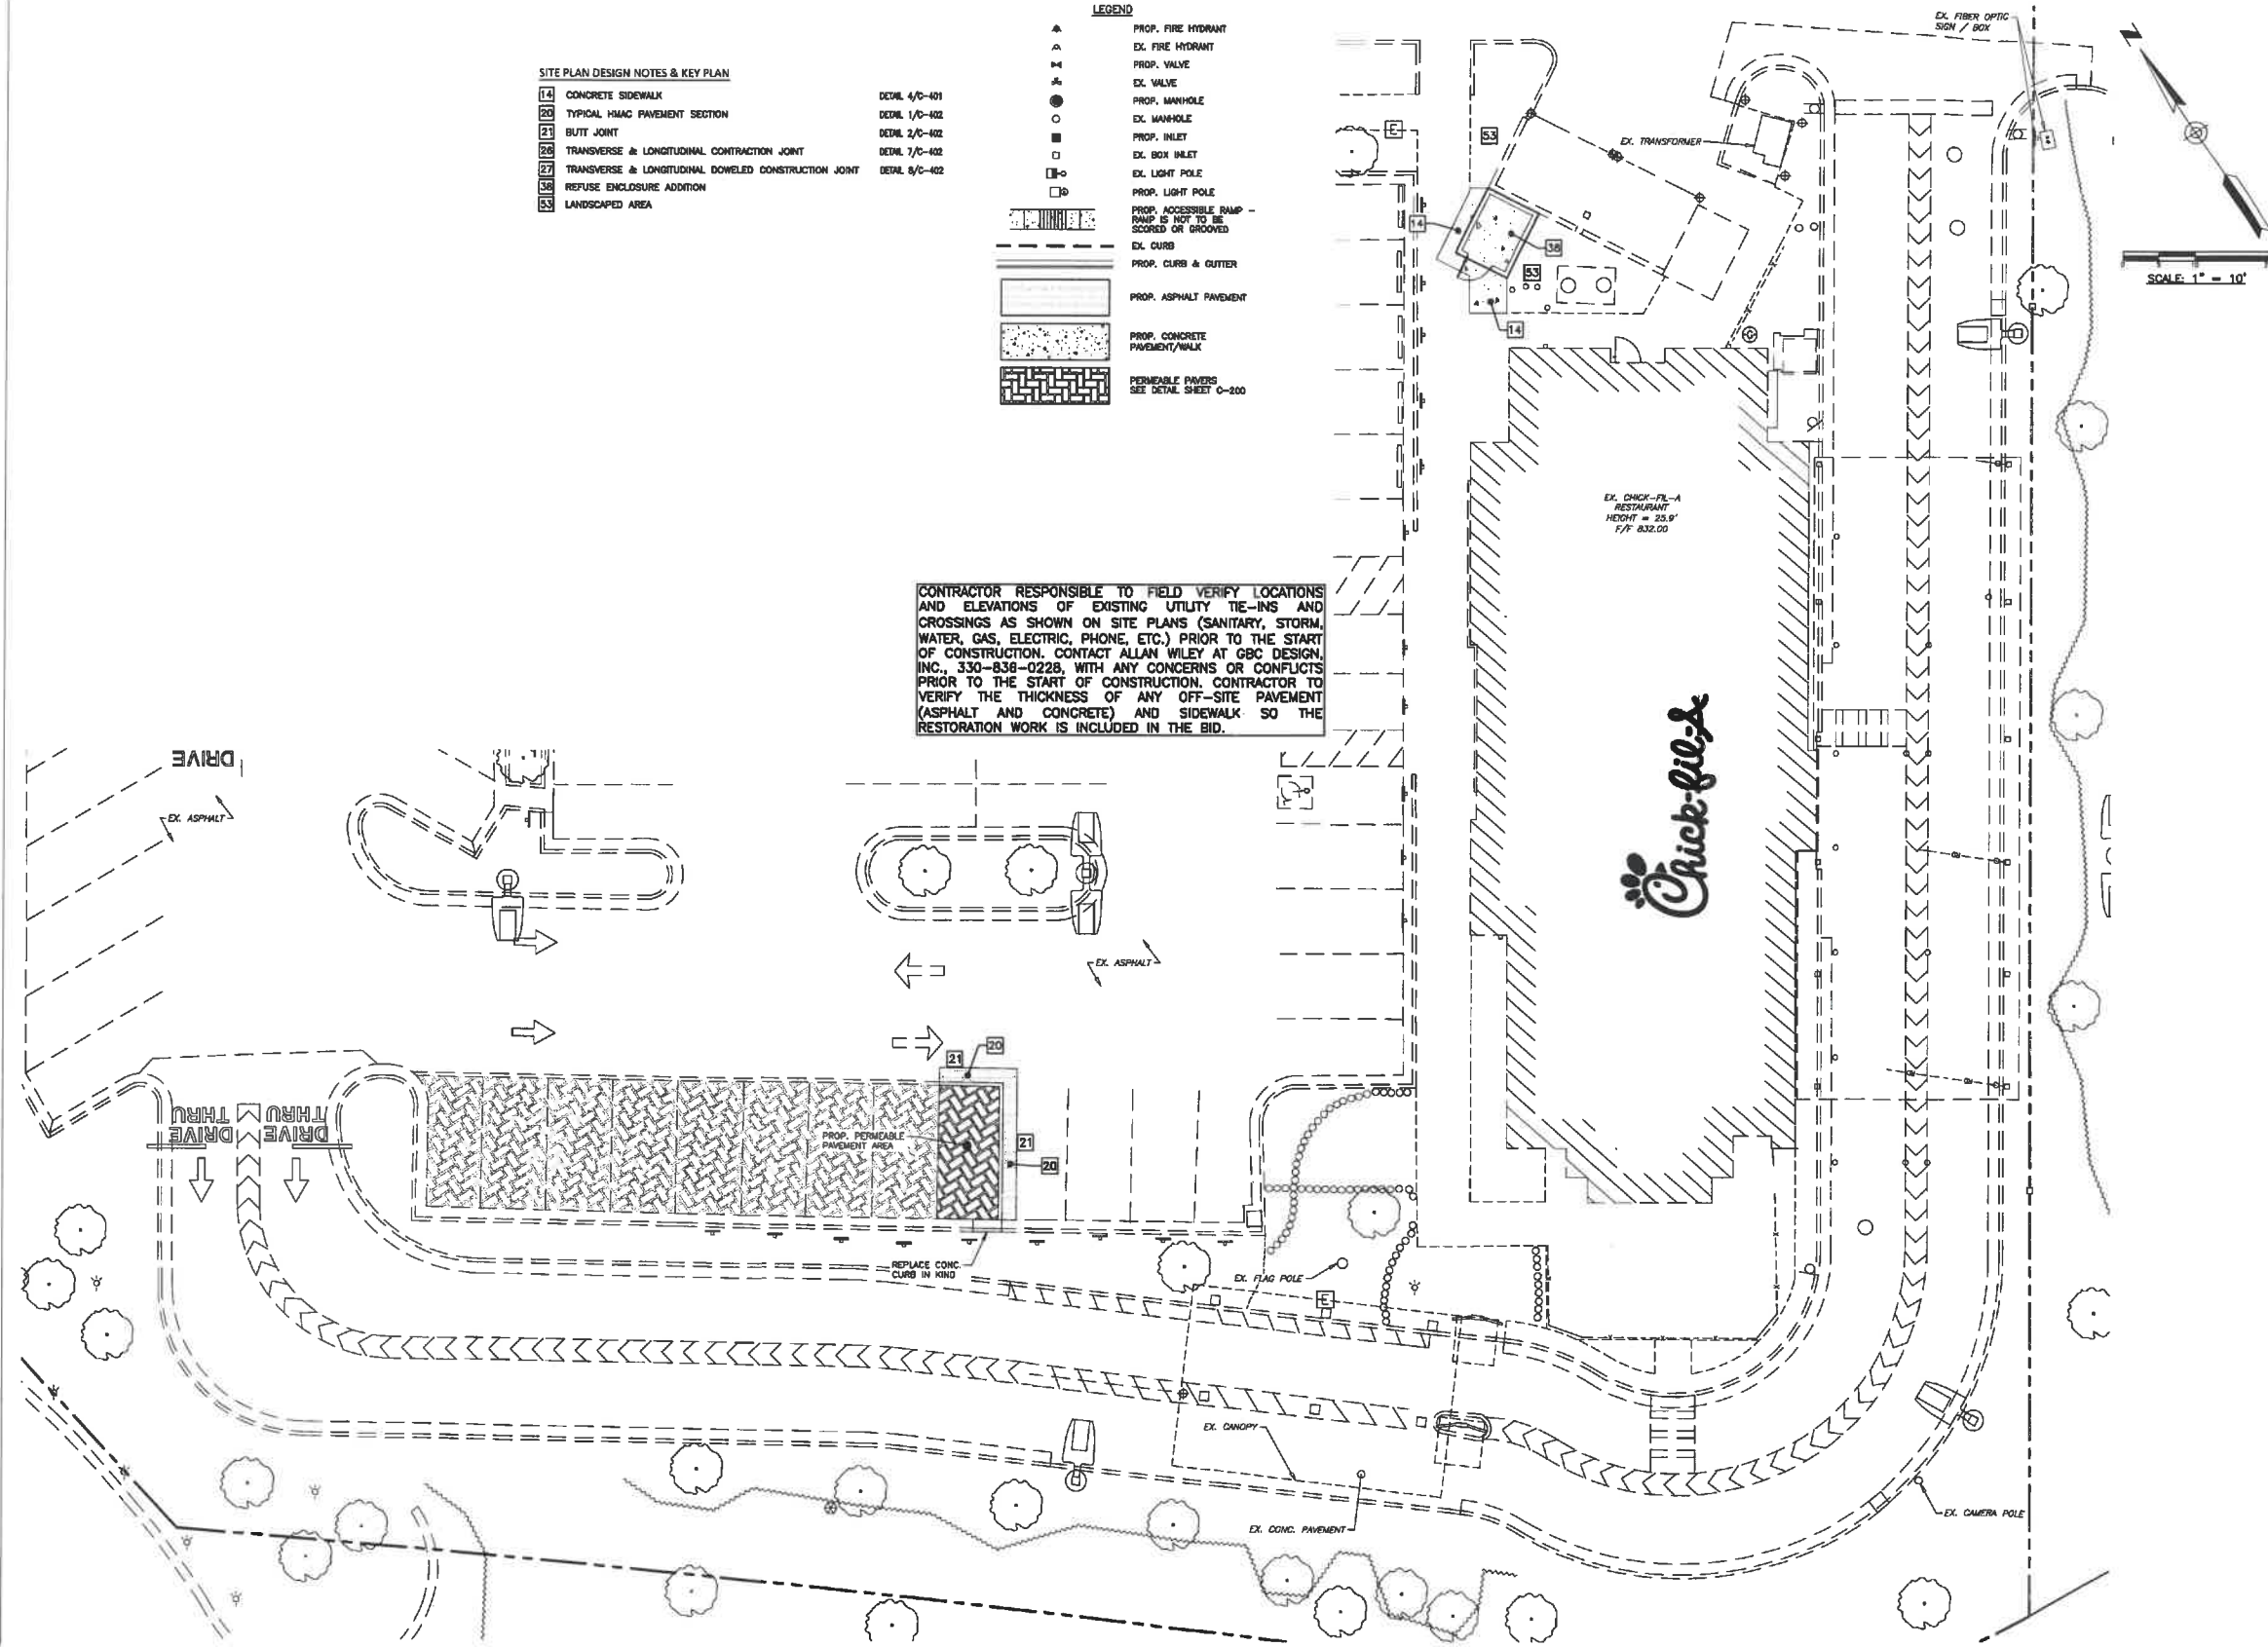 LEGEND
PROP. FIRE HYDRANT
EX. FIRE HYDRANT
PROP. VALVE
EX. VALVE
PROP. MANHOLE
EX. MANHOLE
PROP. INLET
EX. BOX INLET
EX. LIGHT POLE
PROP. LIGHT POLE
PROP. ACCESSIBLE RAMP -
RAMP IS NOT TO BE
SCORED OR GROOVED
EX. CURB
PROP. CURB & GUTTER
PROP. ASPHALT PAVEMENT
PROP. CONCRETE
PAVEMENT/WALK
PERMEABLE PAVERS
SEE DETAIL SHEET C-200
SITE PLAN DESIGN NOTES & KEY PLAN
14 CONCRETE SIDEWALK DETAIL 4/C-401
20 TYPICAL HMAC PAVEMENT SECTION DETAIL 1/C-402
21 BUTT JOINT DETAIL 2/C-402
26 TRANSVERSE & LONGITUDINAL CONTRACTION JOINT DETAIL 7/C-402
27 TRANSVERSE & LONGITUDINAL DOWELED CONSTRUCTION JOINT DETAIL 8/C-402
38 REFUSE ENCLOSURE ADDITION
53 LANDSCAPED AREA
EX. FIBER OPTIC
SIGN / BOX
N
SCALE: 1" = 10'
E
53
EX. TRANSFORMER
14
38
53
14
EX. CHICK-FIL-A
RESTAURANT
HEIGHT = 25.9'
F/F 832.00
CONTRACTOR RESPONSIBLE TO FIELD VERIFY LOCATIONS
AND ELEVATIONS OF EXISTING UTILITY TIE-INS AND
CROSSINGS AS SHOWN ON SITE PLANS (SANITARY, STORM,
WATER, GAS, ELECTRIC, PHONE, ETC.) PRIOR TO THE START
OF CONSTRUCTION. CONTACT ALLAN WILEY AT GBC DESIGN,
INC., 330-836-0228, WITH ANY CONCERNS OR CONFLICTS
PRIOR TO THE START OF CONSTRUCTION. CONTRACTOR TO
VERIFY THE THICKNESS OF ANY OFF-SITE PAVEMENT
(ASPHALT AND CONCRETE) AND SIDEWALK SO THE
RESTORATION WORK IS INCLUDED IN THE BID.
Chick-fil-A
DRIVE
EX. ASPHALT
EX. ASPHALT
21
20
DRIVE THRU
DRIVE THRU
PROP. PERMEABLE
PAVEMENT AREA
21
20
REPLACE CONC.
CURB IN KIND
EX. FLAG POLE
E
EX. CANOPY
EX. CONC. PAVEMENT
EX. CAMERA POLE